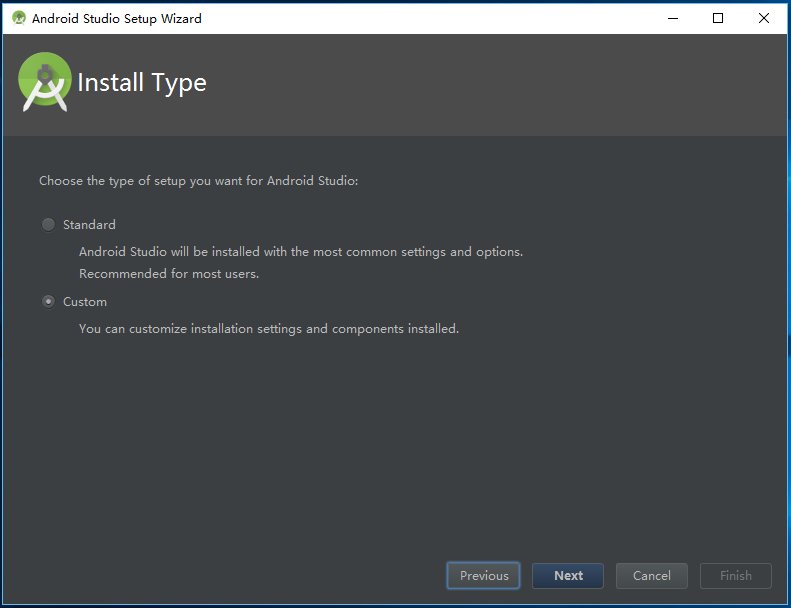 Android Studio Setup Wizard
Install Type
Choose the type of setup you want for Android Studio:
Standard
Android Studio will be installed with the most common settings and options.
Recommended for most users.
Custom
You can customize installation settings and components installed.
Previous Next Cancel Finish